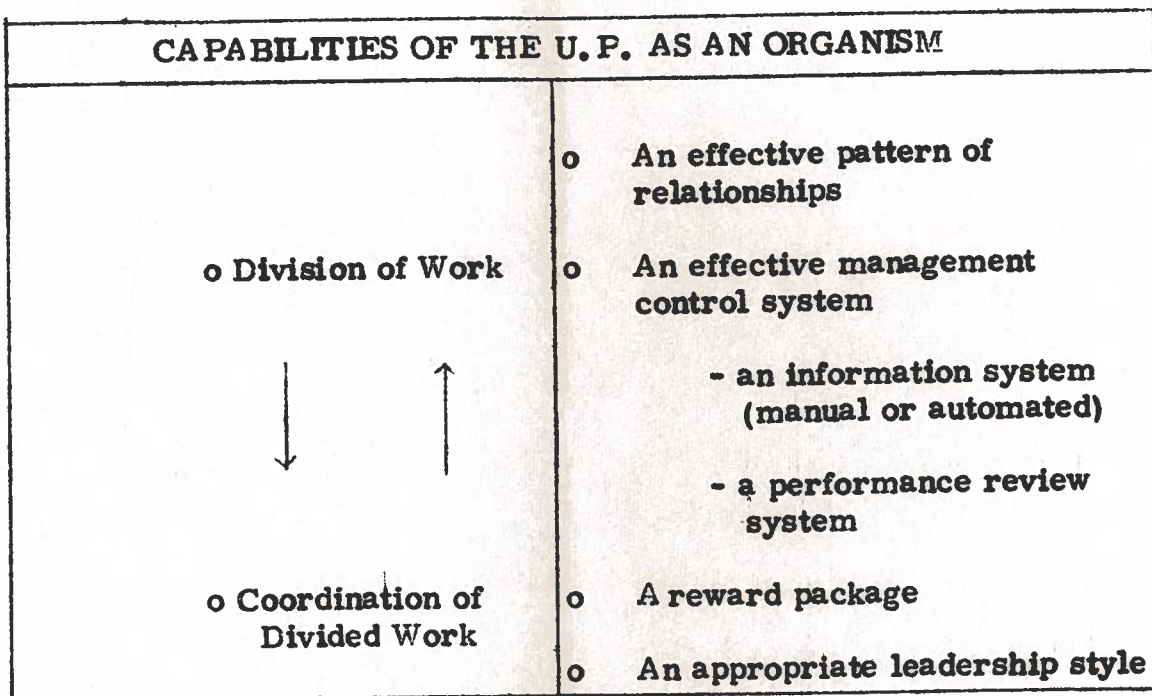 CAPABILITIES OF THE U.P. AS AN ORGANISM
o Division of Work
o Coordination of
Divided Work
o An effective pattern of
relationships
o An effective management
control system
- an information system
(manual or automated)
- a performance review
system
o A reward package
o An appropriate leadership style